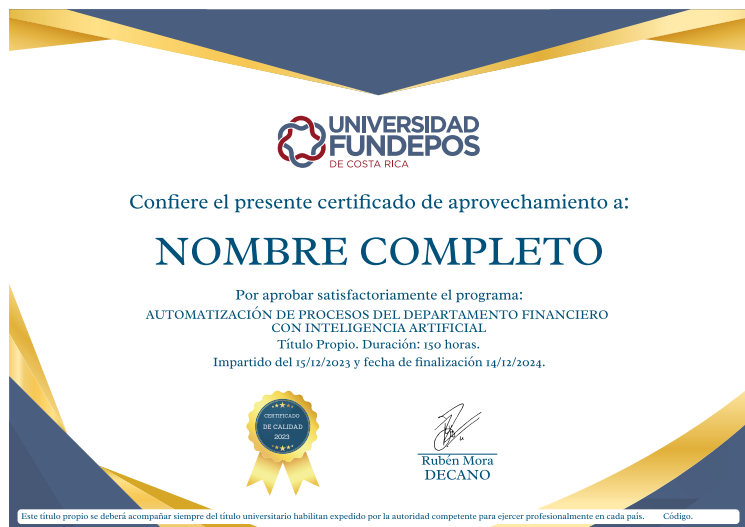 UNIVERSIDAD
FUNDEPOS
DE COSTA RICA
Confiere el presente certificado de aprovechamiento a:
NOMBRE COMPLETO
Por aprobar satisfactoriamente el programa:
AUTOMATIZACIÓN DE PROCESOS DEL DEPARTAMENTO FINANCIERO
CON INTELIGENCIA ARTIFICIAL
Título Propio. Duración: 150 horas.
Impartido del 15/12/2023 y fecha de finalización 14/12/2024.
CERTIFICADO
DE CALIDAD
2023
Rubén Mora
DECANO
Este título propio se deberá acompañar siempre del título universitario habilitan expedido por la autoridad competente para ejercer profesionalmente en cada país. Código.